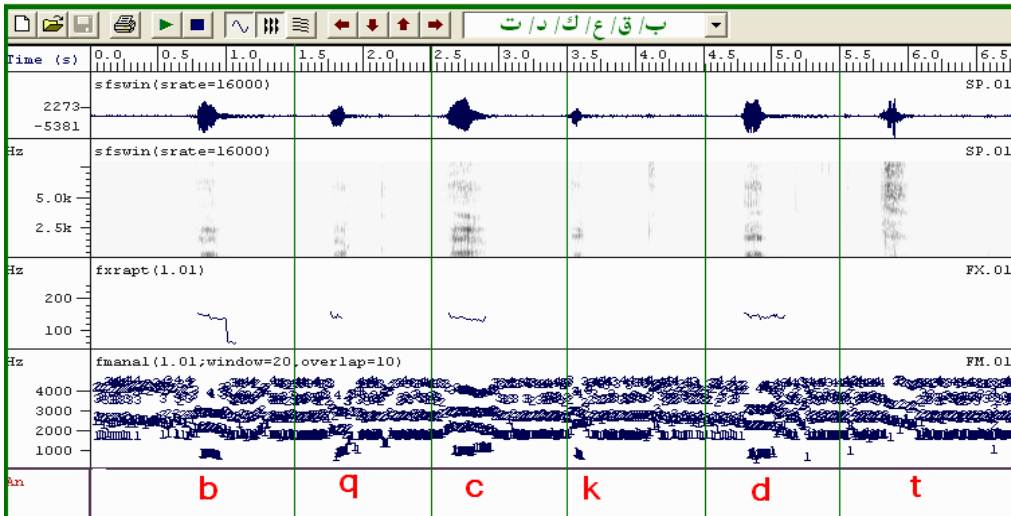 ب/ق/ع/ك/د/ت
Time (s) 0.0 0.5 1.0 1.5 2.0 2.5 3.0 3.5 4.0 4.5 5.0 5.5 6.0 6.5
sfswin(srate=16000) SP.01
2273
-5381
Hz sfswin(srate=16000) SP.01
5.0k
2.5k
Hz fxrapt(1.01) FX.01
200
100
Hz fmanal(1.01;window=20,overlap=10) FM.01
4000
3000
2000
1000
An b q c k d t